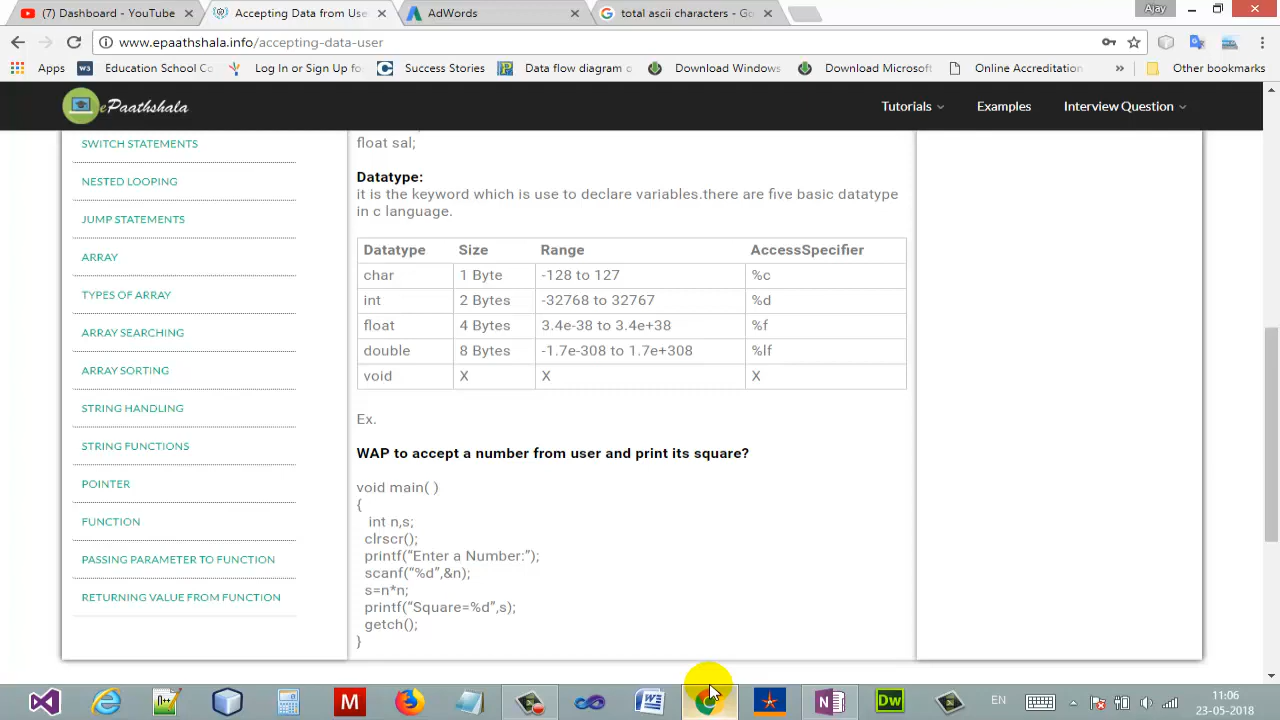 (7) Dashboard - YouTube
Accepting Data from Use
AdWords
total ascii characters - Go
Ajay
www.epaathshala.info/accepting-data-user
Apps
Education School Co
Log In or Sign Up fo
Success Stories
Data flow diagram o
Download Windows
Download Microsoft
Online Accreditation
»
Other bookmarks
ePaathshala
Tutorials
Examples
Interview Question
SWITCH STATEMENTS
NESTED LOOPING
JUMP STATEMENTS
ARRAY
TYPES OF ARRAY
ARRAY SEARCHING
ARRAY SORTING
STRING HANDLING
STRING FUNCTIONS
POINTER
FUNCTION
PASSING PARAMETER TO FUNCTION
RETURNING VALUE FROM FUNCTION
float sal;
Datatype:
it is the keyword which is use to declare variables.there are five basic datatype
in c language.
Datatype Size Range AccessSpecifier
char 1 Byte -128 to 127 %c
int 2 Bytes -32768 to 32767 %d
float 4 Bytes 3.4e-38 to 3.4e+38 %f
double 8 Bytes -1.7e-308 to 1.7e+308 %lf
void X X X
Ex.
WAP to accept a number from user and print its square?
void main( )
{
int n,s;
clrscr();
printf(“Enter a Number:”);
scanf(“%d”,&n);
s=n*n;
printf(“Square=%d”,s);
getch();
}
EN
11:06
23-05-2018